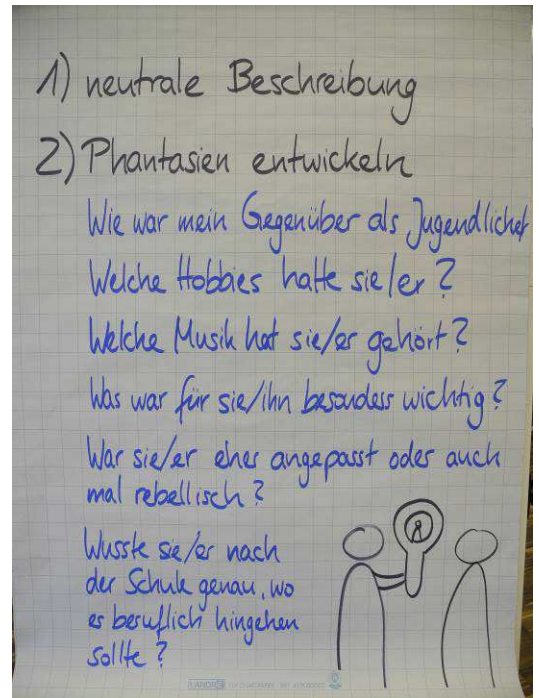 1) neutrale Beschreibung
2) Phantasien entwickeln
Wie war mein Gegenüber als Jugendlicher
Welche Hobbies hatte sie/er?
Welche Musik hat sie/er gehört?
Was war für sie/ihn besonders wichtig?
War sie/er eher angepasst oder auch
mal rebellisch?
Wusste sie/er nach
der Schule genau, wo
es beruflich hingehen
sollte?